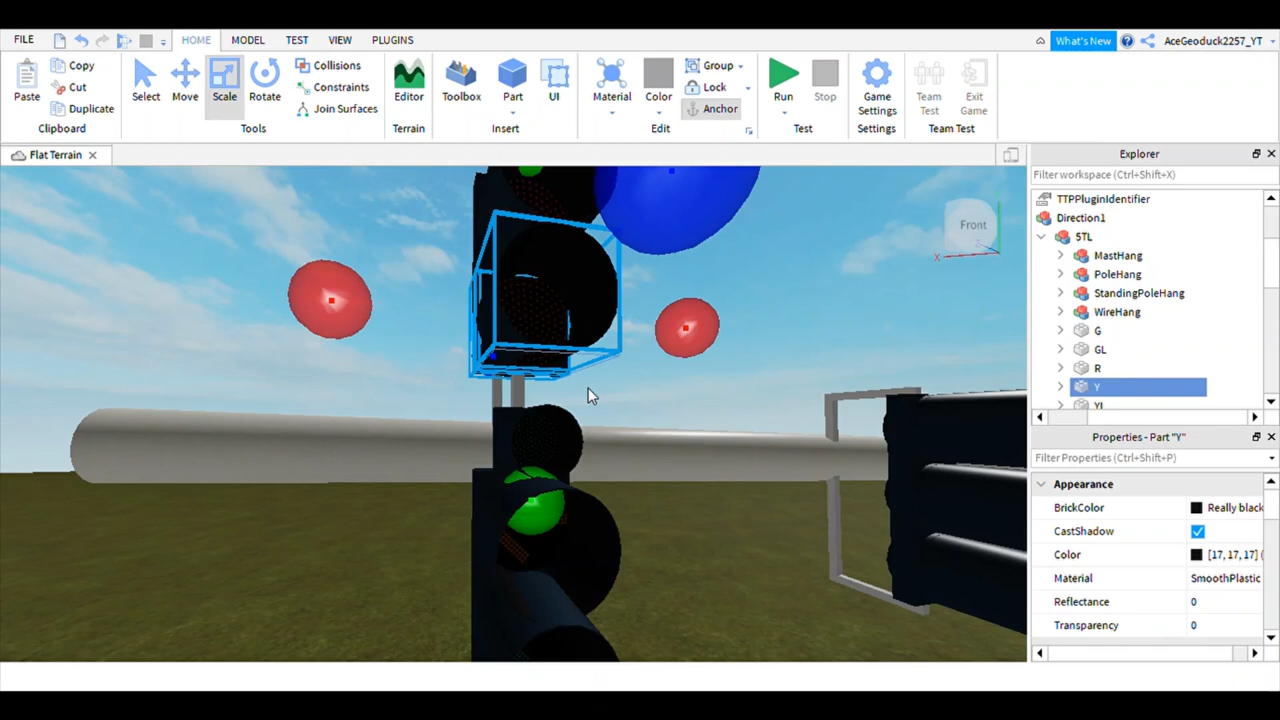 FILE HOME MODEL TEST VIEW PLUGINS What's New AceGeoduck2257_YT
Paste Copy Cut Duplicate Select Move Scale Rotate Collisions Constraints Join Surfaces Editor Toolbox Part UI Material Color Group Lock Anchor Run Stop Game Settings Team Test Exit Game
Clipboard Tools Terrain Insert Edit Test Settings Team Test
Flat Terrain
Explorer
Filter workspace (Ctrl+Shift+X)
TTPPluginIdentifier
Direction1
5TL
MastHang
PoleHang
StandingPoleHang
WireHang
G
GL
R
Y
Front
X
Properties - Part "Y"
Filter Properties (Ctrl+Shift+P)
Appearance
BrickColor Really black
CastShadow
Color [17, 17, 17] (
Material SmoothPlastic
Reflectance 0
Transparency 0